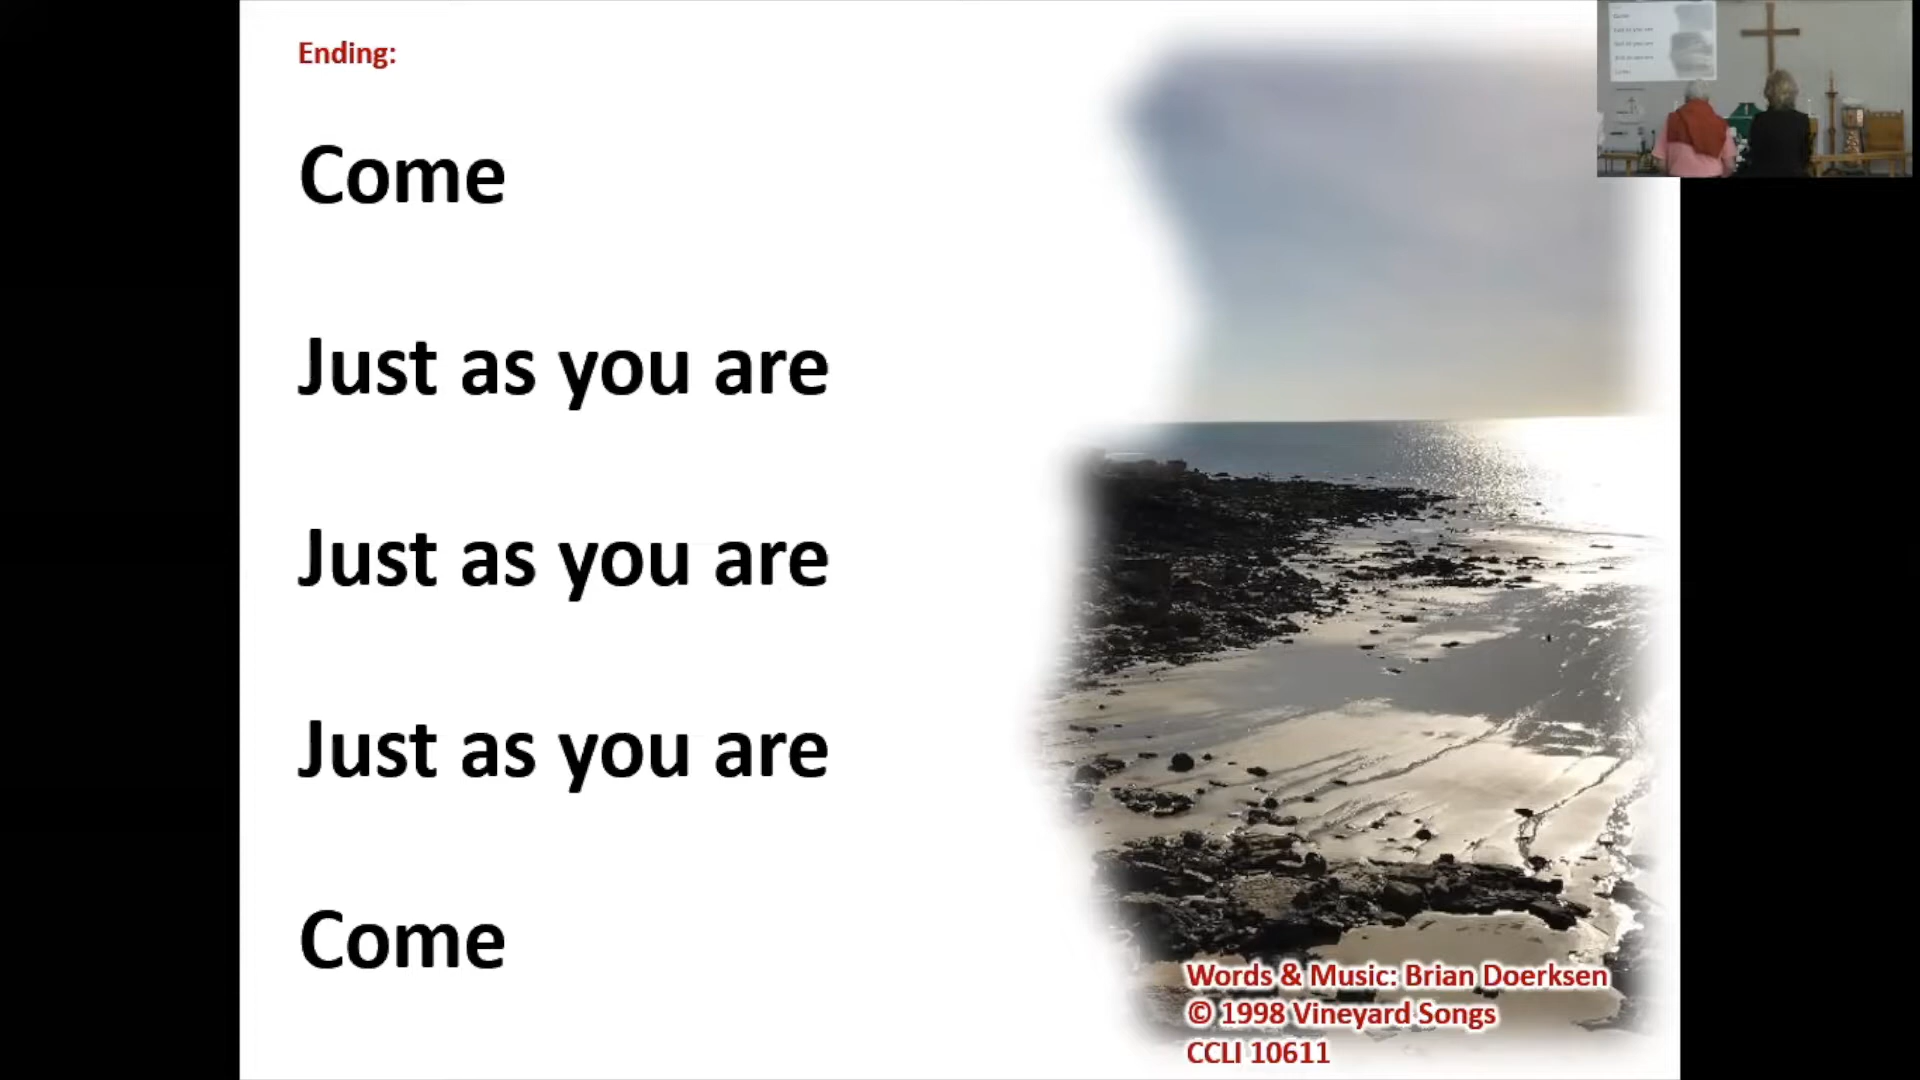 Ending:
Come
Just as you are
Just as you are
Just as you are
Come
Words & Music: Brian Doerksen
© 1998 Vineyard Songs
CCLI 10611